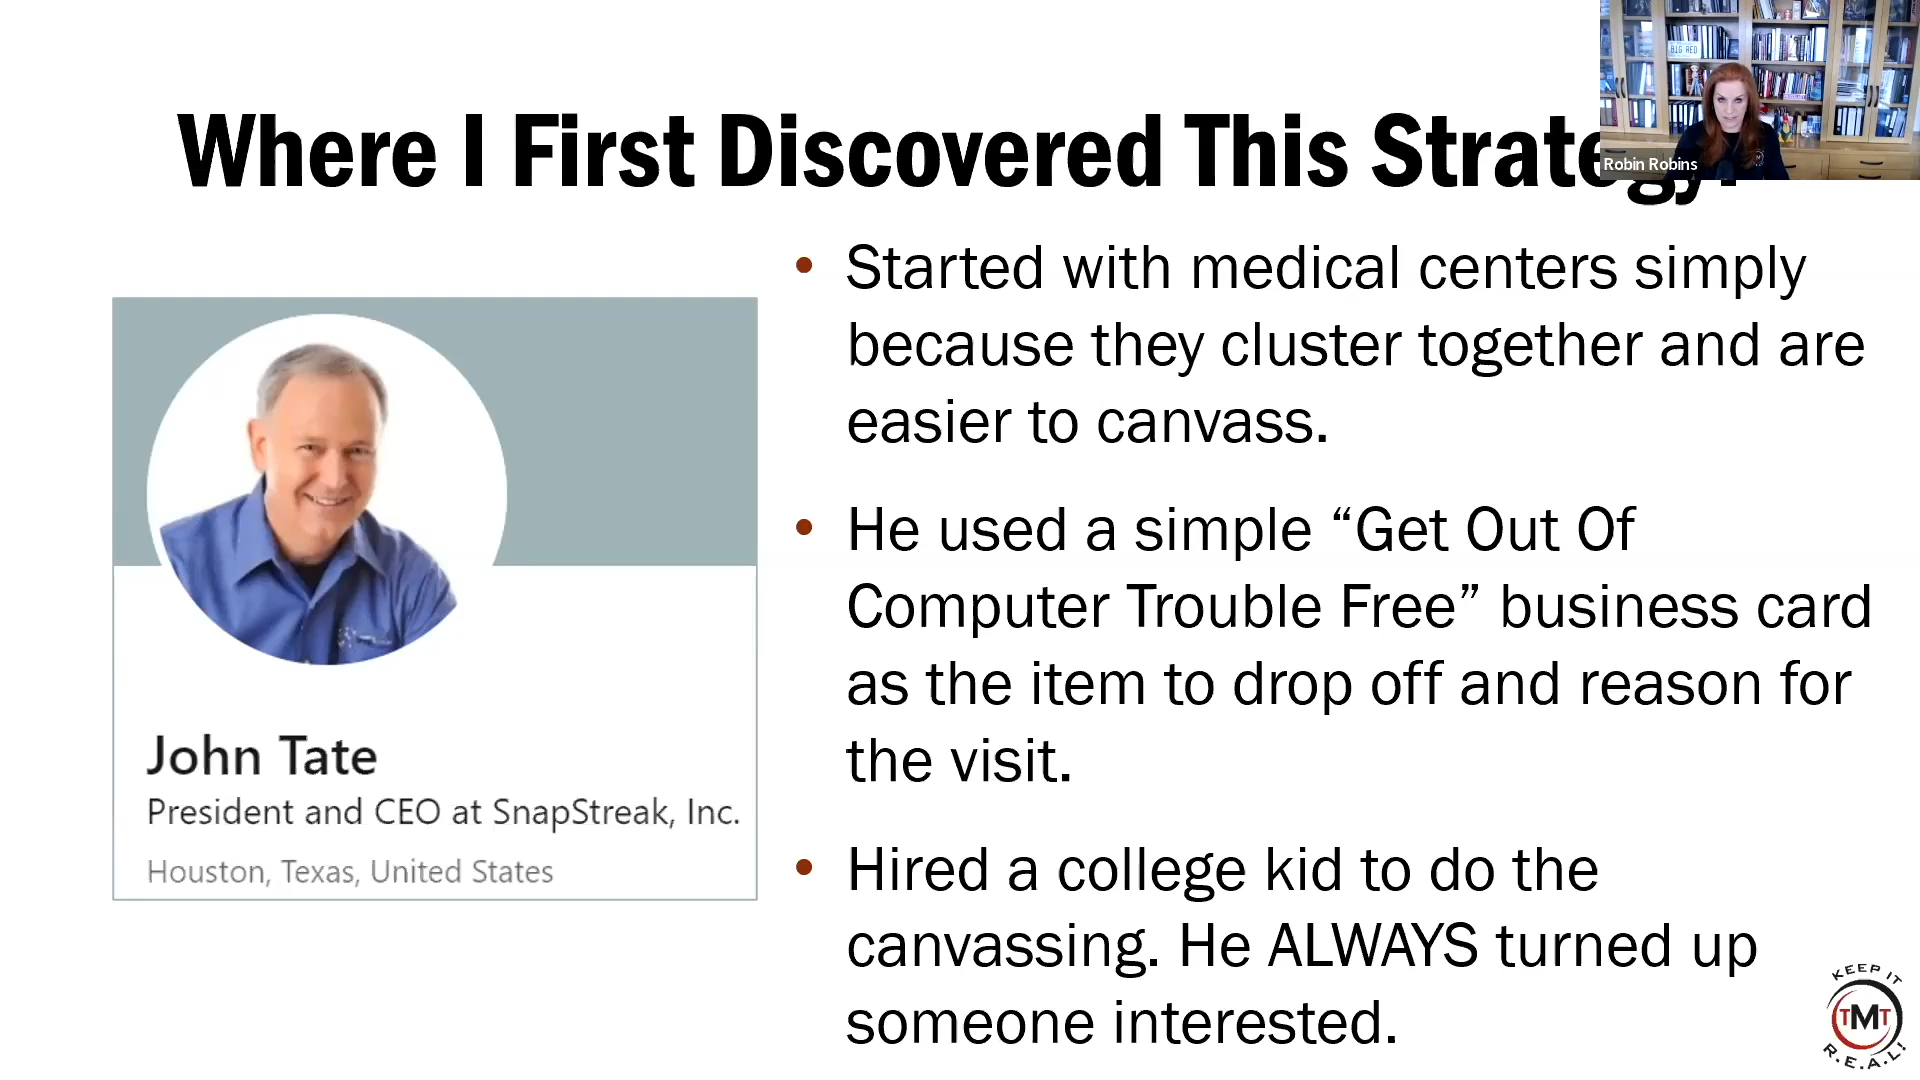 Where I First Discovered This Strategy:
BIG RED
Robin Robins
John Tate
President and CEO at SnapStreak, Inc.
Houston, Texas, United States
• Started with medical centers simply
because they cluster together and are
easier to canvass.
• He used a simple “Get Out Of
Computer Trouble Free” business card
as the item to drop off and reason for
the visit.
• Hired a college kid to do the
canvassing. He ALWAYS turned up
someone interested.
KEEP IT
TMT
R.E.A.L!